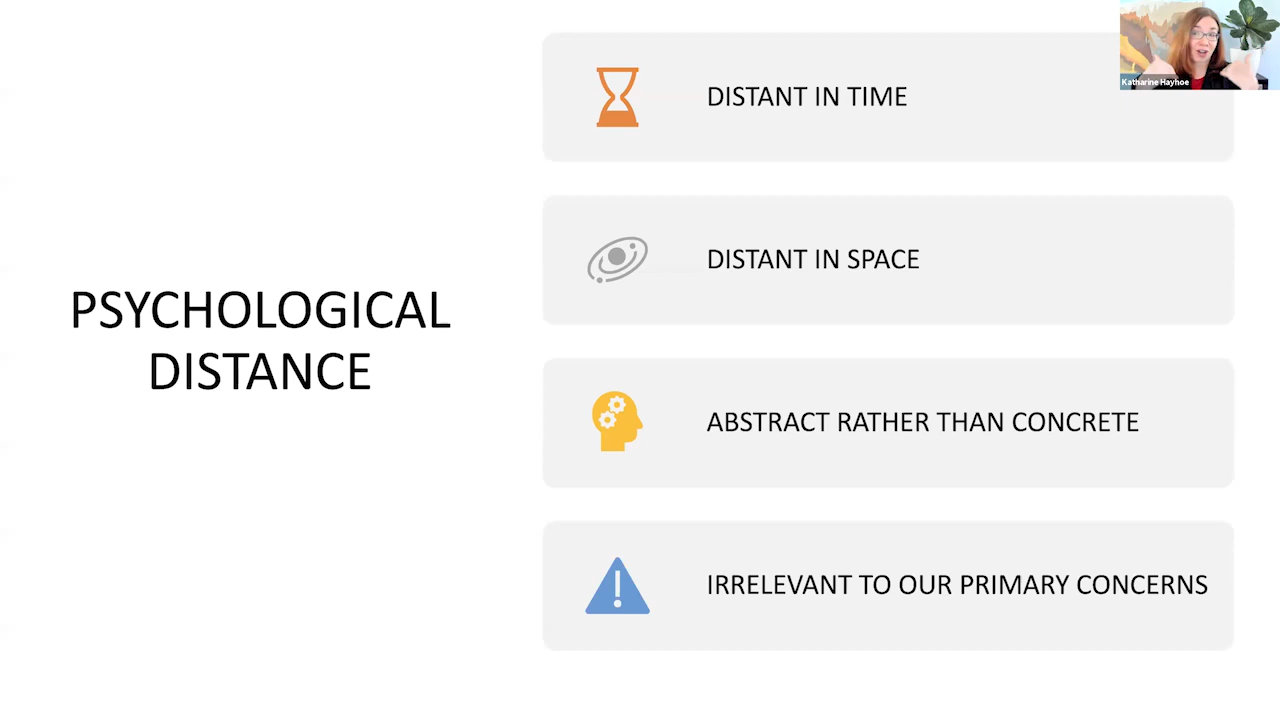 PSYCHOLOGICAL
DISTANCE
DISTANT IN TIME
DISTANT IN SPACE
ABSTRACT RATHER THAN CONCRETE
IRRELEVANT TO OUR PRIMARY CONCERNS
Katharine Hayhoe